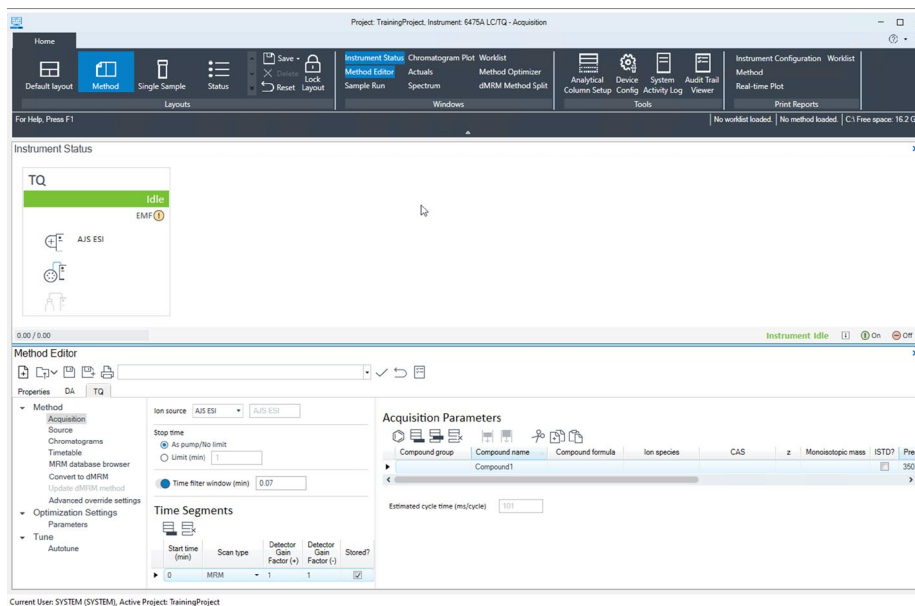 Project: TrainingProject, Instrument: 6475A LC/TQ - Acquisition
Home
Default layout
Method
Single Sample
Status
Save
Delete
Reset
Lock Layout
Layouts
Instrument Status Chromatogram Plot Worklist
Method Editor Actuals Method Optimizer
Sample Run Spectrum dMRM Method Split
Windows
Analytical Column Setup
Device Config
System Activity Log
Audit Trail Viewer
Tools
Instrument Configuration Worklist
Method
Real-time Plot
Print Reports
For Help, Press F1
No worklist loaded. No method loaded. C:\ Free space: 16.2 G
Instrument Status
TQ
Idle
EMF
AJS ESI
0.00 / 0.00
Instrument Idle
On
Off
Method Editor
Properties DA TQ
Method
Acquisition
Source
Chromatograms
Timetable
MRM database browser
Convert to dMRM
Update dMRM method
Advanced override settings
Optimization Settings
Parameters
Tune
Autotune
Ion source AJS ESI AJS ESI
Stop time
As pump/No limit
Limit (min) 1
Time filter window (min) 0.07
Time Segments
Start time (min) Scan type Detector Gain Factor (+) Detector Gain Factor (-) Stored?
0 MRM 1 1
Acquisition Parameters
Compound group Compound name Compound formula Ion species CAS z Monoisotopic mass ISTD? Pre
Compound1 350
Estimated cycle time (ms/cycle) 101
Current User: SYSTEM (SYSTEM), Active Project: TrainingProject